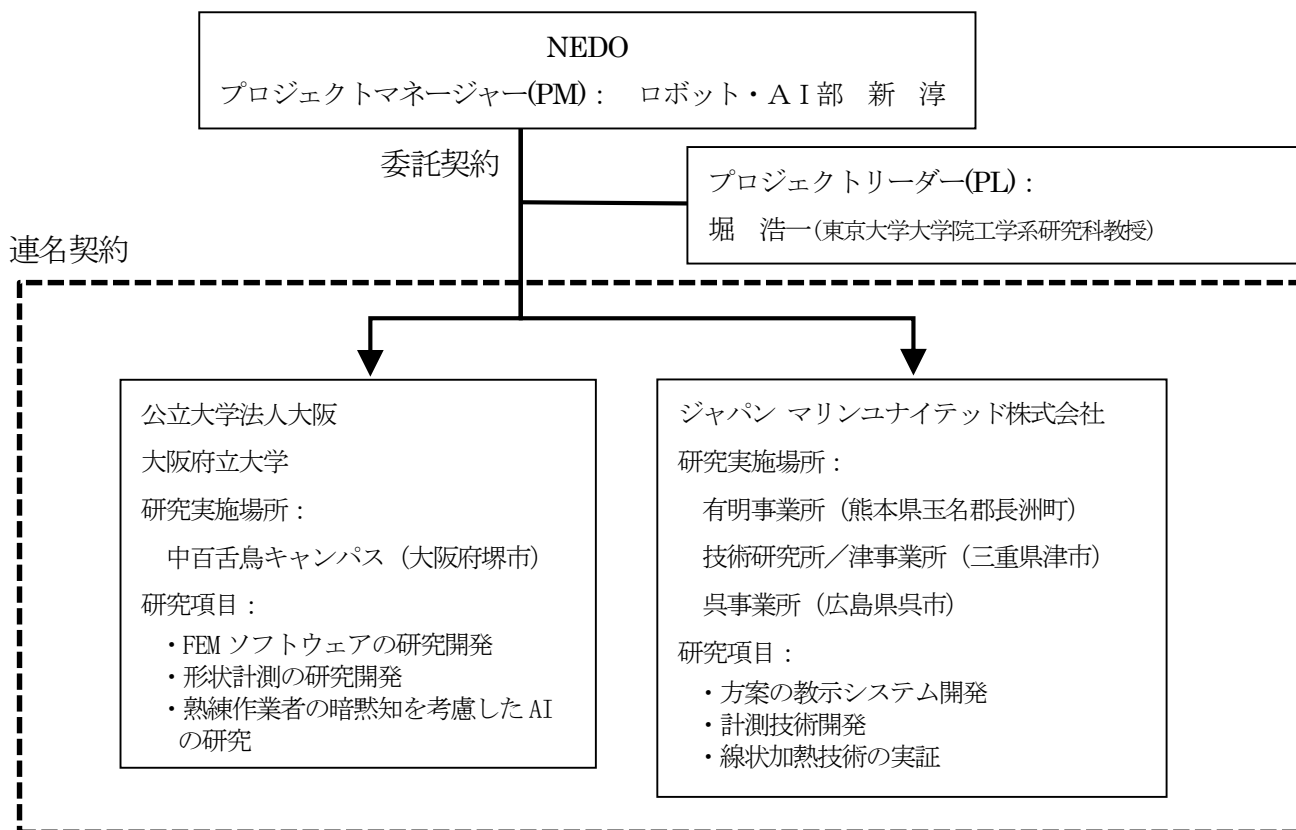 NEDO
プロジェクトマネージャー(PM)： ロボット・ＡＩ部 新 淳
委託契約
プロジェクトリーダー(PL)：
堀 浩一(東京大学大学院工学系研究科教授)
連名契約
公立大学法人大阪
大阪府立大学
研究実施場所：
中百舌鳥キャンパス（大阪府堺市）
研究項目：
・FEM ソフトウェアの研究開発
・形状計測の研究開発
・熟練作業者の暗黙知を考慮した AI
の研究
ジャパン マリンユナイテッド株式会社
研究実施場所：
有明事業所（熊本県玉名郡長洲町）
技術研究所／津事業所（三重県津市）
呉事業所（広島県呉市）
研究項目：
・方案の教示システム開発
・計測技術開発
・線状加熱技術の実証